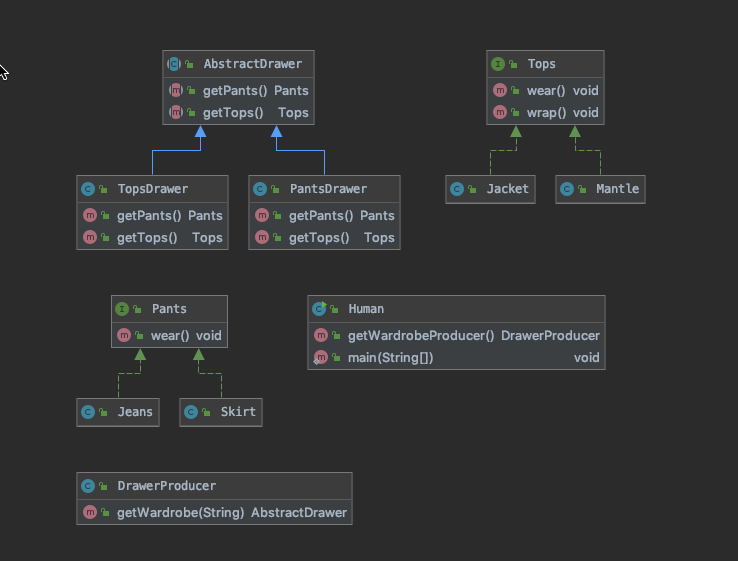 AbstractDrawer
getPants() Pants
getTops() Tops
Tops
wear() void
wrap() void
TopsDrawer
getPants() Pants
getTops() Tops
PantsDrawer
getPants() Pants
getTops() Tops
Jacket
Mantle
Pants
wear() void
Human
getWardrobeProducer() DrawerProducer
main(String[]) void
Jeans
Skirt
DrawerProducer
getWardrobe(String) AbstractDrawer